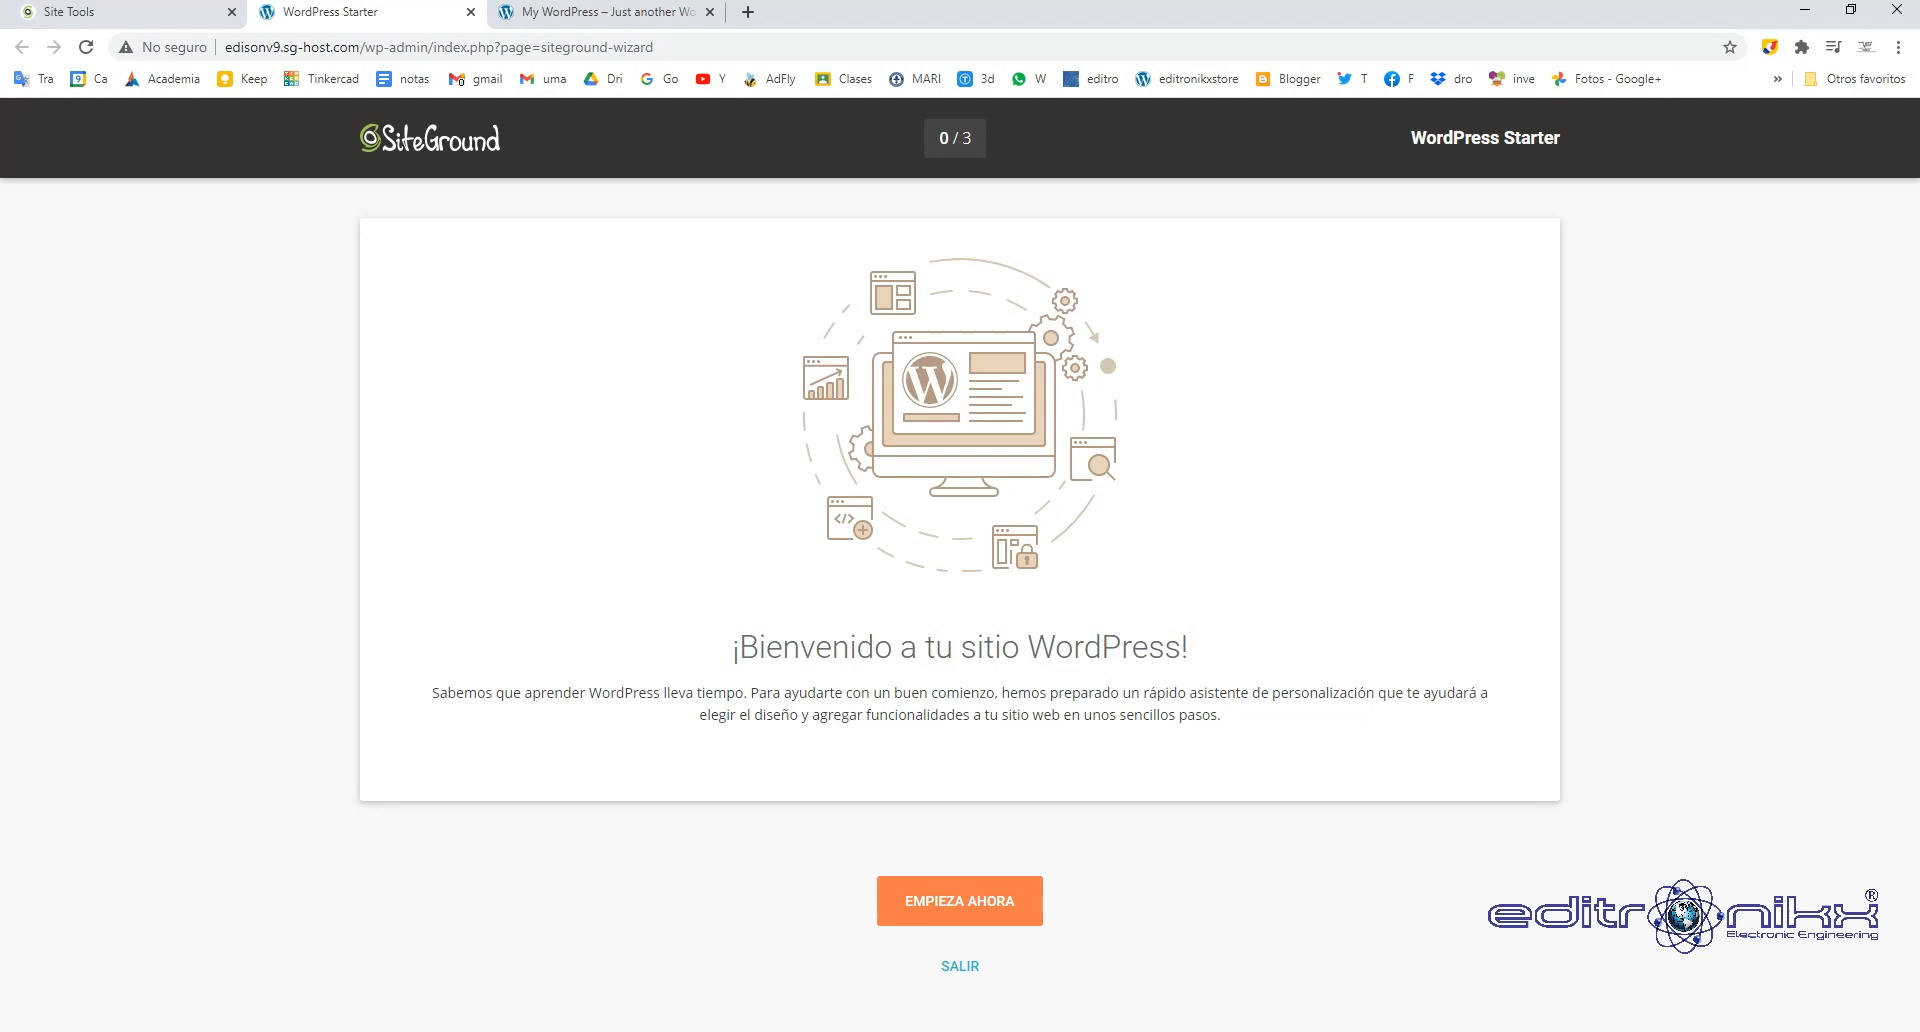 Site Tools
WordPress Starter
My WordPress – Just another Wo
No seguro
edisonv9.sg-host.com/wp-admin/index.php?page=siteground-wizard
Tra
Ca
Academia
Keep
Tinkercad
notas
gmail
uma
Dri
Go
Y
AdFly
Clases
MARI
3d
W
editro
editronikxstore
Blogger
T
F
dro
inve
Fotos - Google+
»
Otros favoritos
SiteGround
0 / 3
WordPress Starter
¡Bienvenido a tu sitio WordPress!
Sabemos que aprender WordPress lleva tiempo. Para ayudarte con un buen comienzo, hemos preparado un rápido asistente de personalización que te ayudará a
elegir el diseño y agregar funcionalidades a tu sitio web en unos sencillos pasos.
EMPIEZA AHORA
editronikx®
Electronic Engineering
SALIR